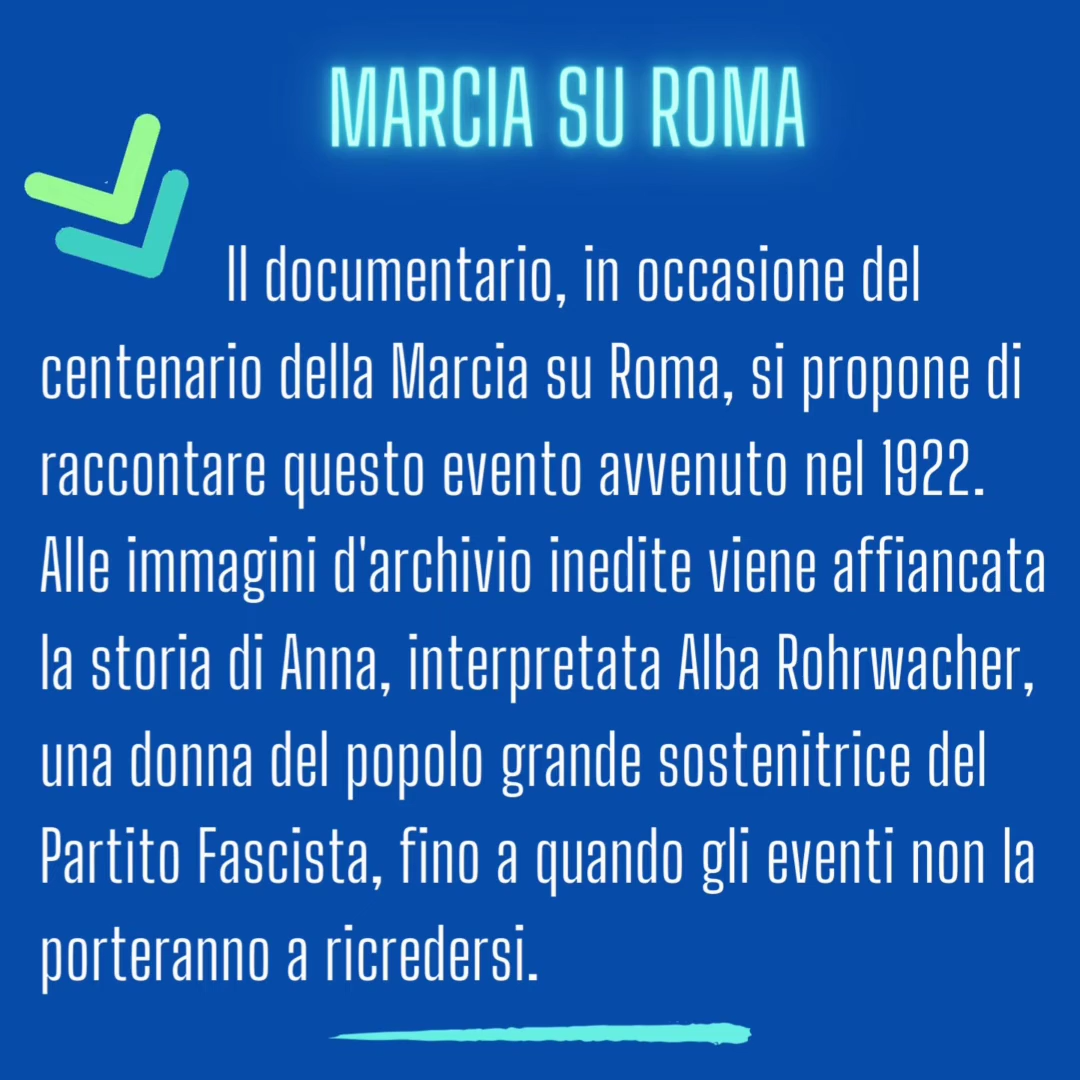 MARCIA SU ROMA
Il documentario, in occasione del
centenario della Marcia su Roma, si propone di
raccontare questo evento avvenuto nel 1922.
Alle immagini d'archivio inedite viene affiancata
la storia di Anna, interpretata Alba Rohrwacher,
una donna del popolo grande sostenitrice del
Partito Fascista, fino a quando gli eventi non la
porteranno a ricredersi.